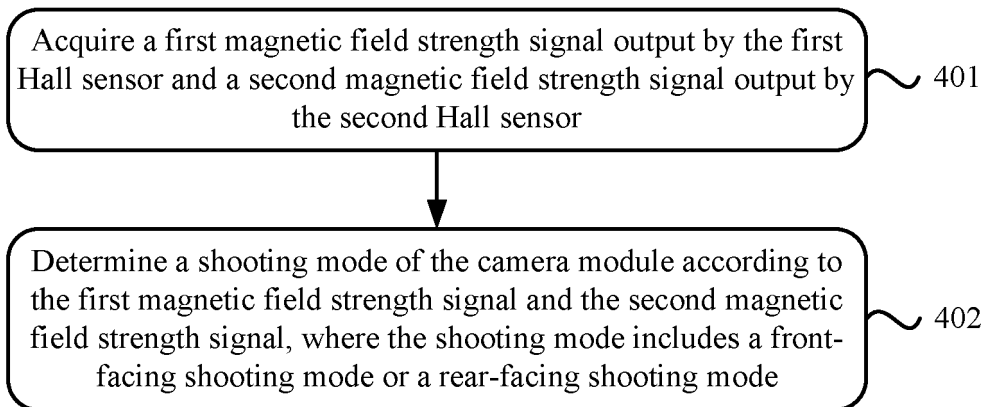 Acquire a first magnetic field strength signal output by the first
Hall sensor and a second magnetic field strength signal output by
the second Hall sensor
401
Determine a shooting mode of the camera module according to
the first magnetic field strength signal and the second magnetic
field strength signal, where the shooting mode includes a front-
facing shooting mode or a rear-facing shooting mode
402